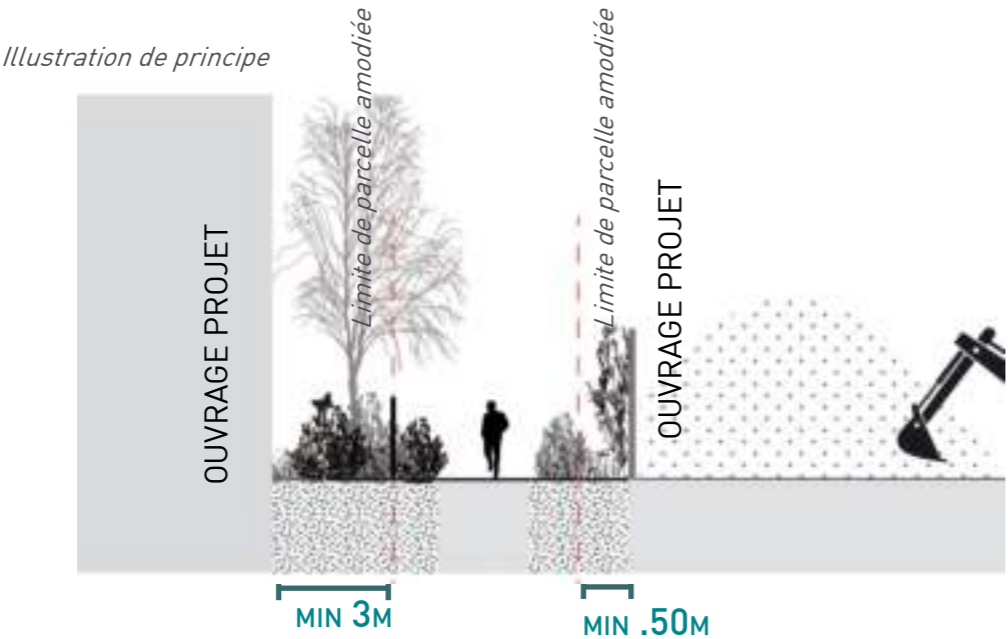 Illustration de principe
Limite de parcelle amodiée
Limite de parcelle amodiée
OUVRAGE PROJET
OUVRAGE PROJET
MIN 3M
MIN .50M